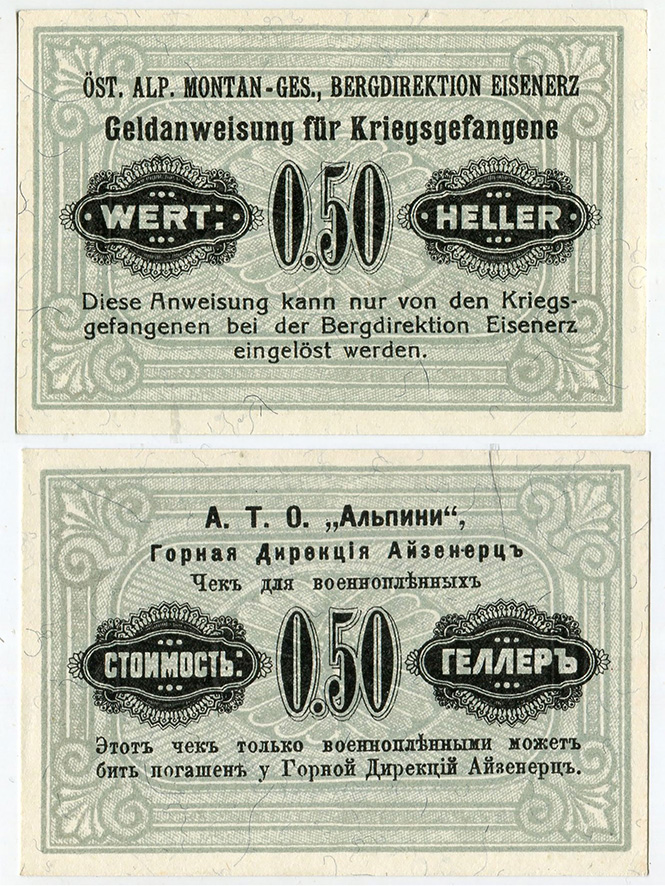 ÖST. ALP. MONTAN-GES., BERGDIREKTION EISENERZ
Geldanweisung für Kriegsgefangene
WERT: 0.50 HELLER
Diese Anweisung kann nur von den Kriegs-
gefangenen bei der Bergdirektion Eisenerz
eingelöst werden.
А. Т. О. „Альпини“,
Горная Дирекція Айзенерцъ
Чекъ для военноплѣнныхъ
СТОИМОСТЬ: 0.50 ГЕЛЛЕРЪ
Этотъ чекъ только военноплѣнными можетъ
бить погашенъ у Горной Дирекцій Айзенерцъ.